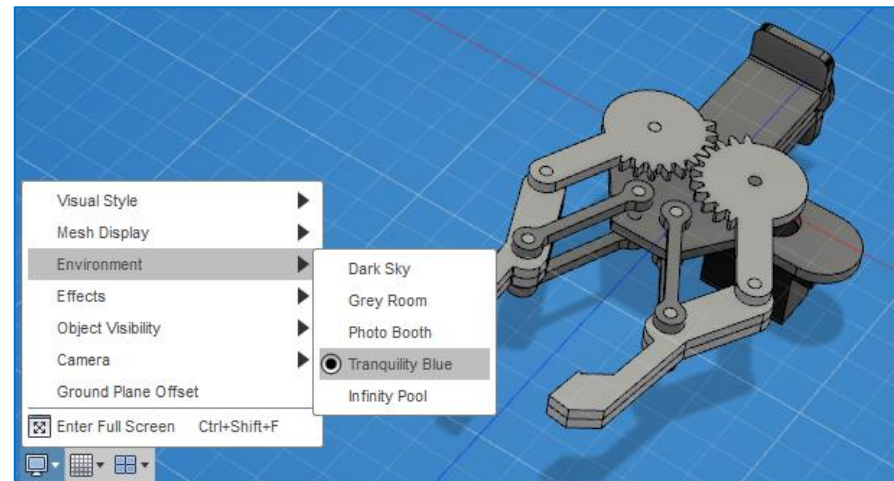 Visual Style
Mesh Display
Environment
Effects
Object Visibility
Camera
Ground Plane Offset
Enter Full Screen Ctrl+Shift+F
Dark Sky
Grey Room
Photo Booth
Tranquility Blue
Infinity Pool